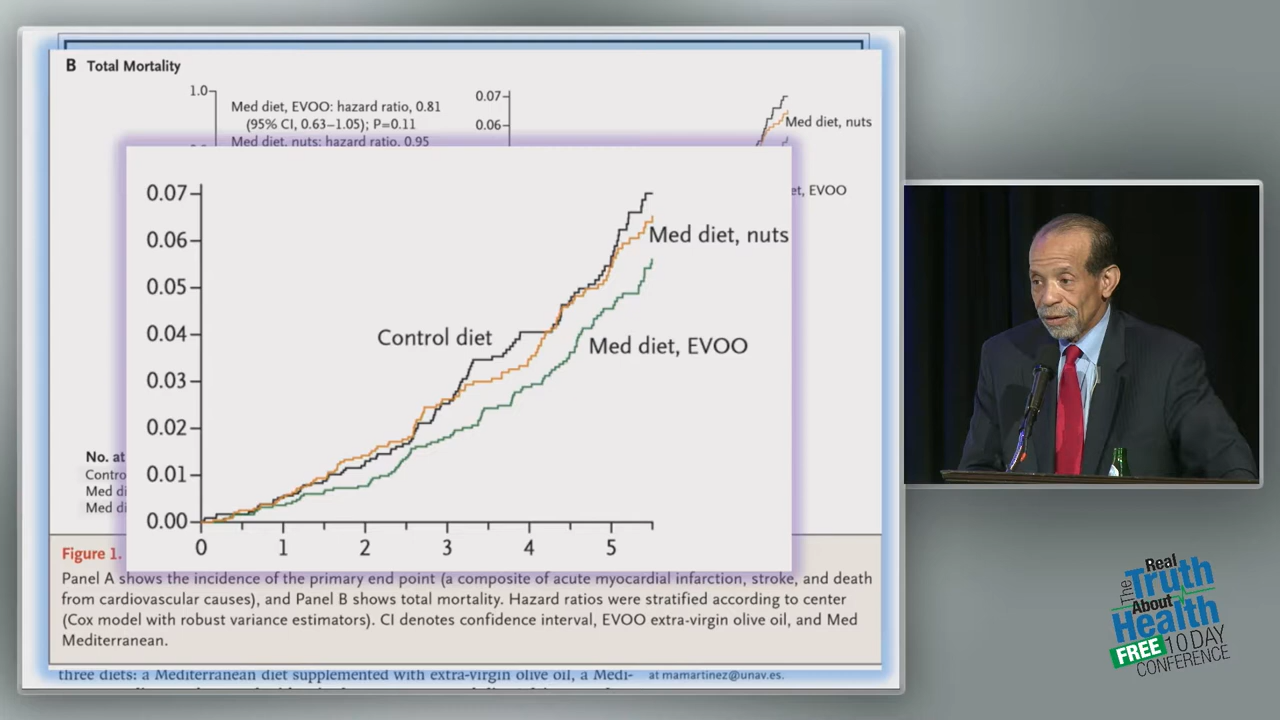 B Total Mortality
1.0
Med diet, EVOO: hazard ratio, 0.81
(95% CI, 0.63–1.05); P=0.11
Med diet, nuts: hazard ratio, 0.95
0.07
0.06
Med diet, nuts
et, EVOO
0.07
0.06
0.05
0.04
0.03
0.02
0.01
0.00
0 1 2 3 4 5
Control diet
Med diet, nuts
Med diet, EVOO
No. at
Contro
Med di
Med di
Figure 1.
Panel A shows the incidence of the primary end point (a composite of acute myocardial infarction, stroke, and death
from cardiovascular causes), and Panel B shows total mortality. Hazard ratios were stratified according to center
(Cox model with robust variance estimators). CI denotes confidence interval, EVOO extra-virgin olive oil, and Med
Mediterranean.
three diets: a Mediterranean diet supplemented with extra-virgin olive oil, a Medi-
at mamartinez@unav.es.
The Real
Truth
About
Health
FREE 10 DAY
CONFERENCE